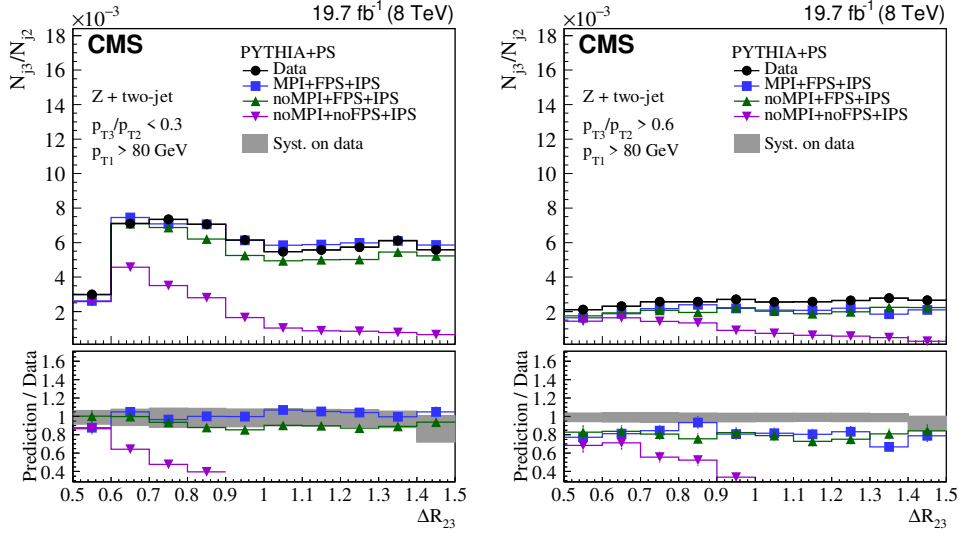 ×10⁻³ 19.7 fb⁻¹ (8 TeV)
N_j3/N_j2
18
16
14
12
10
8
6
4
2
CMS
PYTHIA+PS
Data
MPI+FPS+IPS
noMPI+FPS+IPS
noMPI+noFPS+IPS
Syst. on data
Z + two-jet
p_T3/p_T2 < 0.3
p_T1 > 80 GeV
Prediction / Data
1.6
1.4
1.2
1
0.8
0.6
0.4
0.5 0.6 0.7 0.8 0.9 1 1.1 1.2 1.3 1.4 1.5
ΔR_23
×10⁻³ 19.7 fb⁻¹ (8 TeV)
N_j3/N_j2
18
16
14
12
10
8
6
4
2
CMS
PYTHIA+PS
Data
MPI+FPS+IPS
noMPI+FPS+IPS
noMPI+noFPS+IPS
Syst. on data
Z + two-jet
p_T3/p_T2 > 0.6
p_T1 > 80 GeV
Prediction / Data
1.6
1.4
1.2
1
0.8
0.6
0.4
0.5 0.6 0.7 0.8 0.9 1 1.1 1.2 1.3 1.4 1.5
ΔR_23